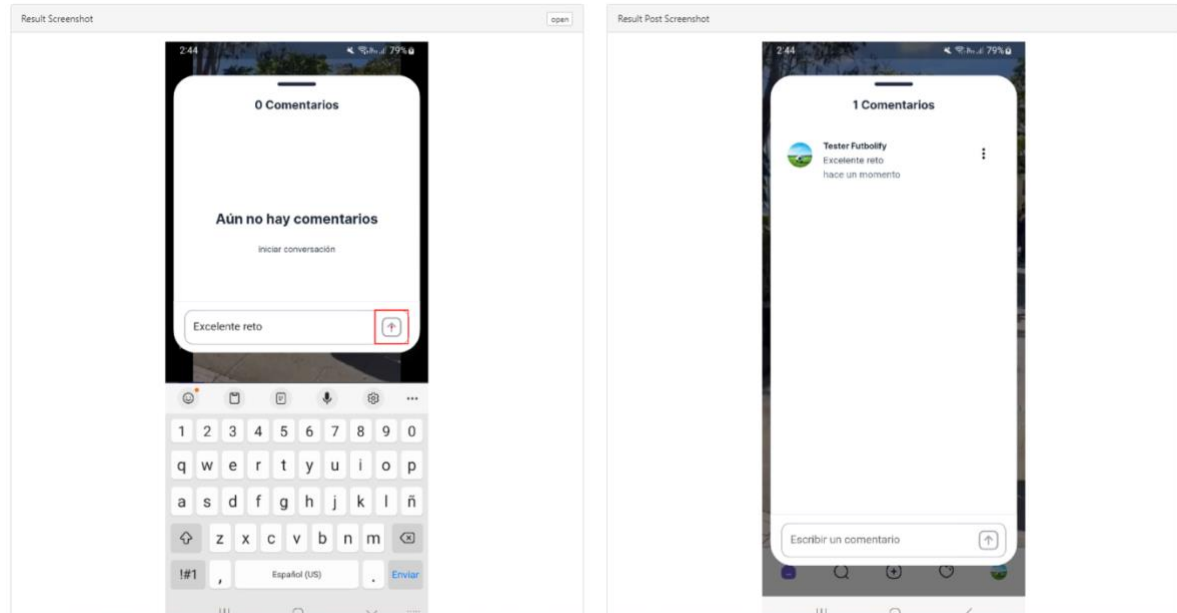 Result Screenshot
open
2:44
79%
0 Comentarios
Aún no hay comentarios
iniciar conversación
Excelente reto
1 2 3 4 5 6 7 8 9 0
q w e r t y u i o p
a s d f g h j k l ñ
z x c v b n m
!#1 , Español (US) . Enviar
Result Post Screenshot
2:44
79%
1 Comentarios
Tester Futbolify
Excelente reto
hace un momento
Escribir un comentario